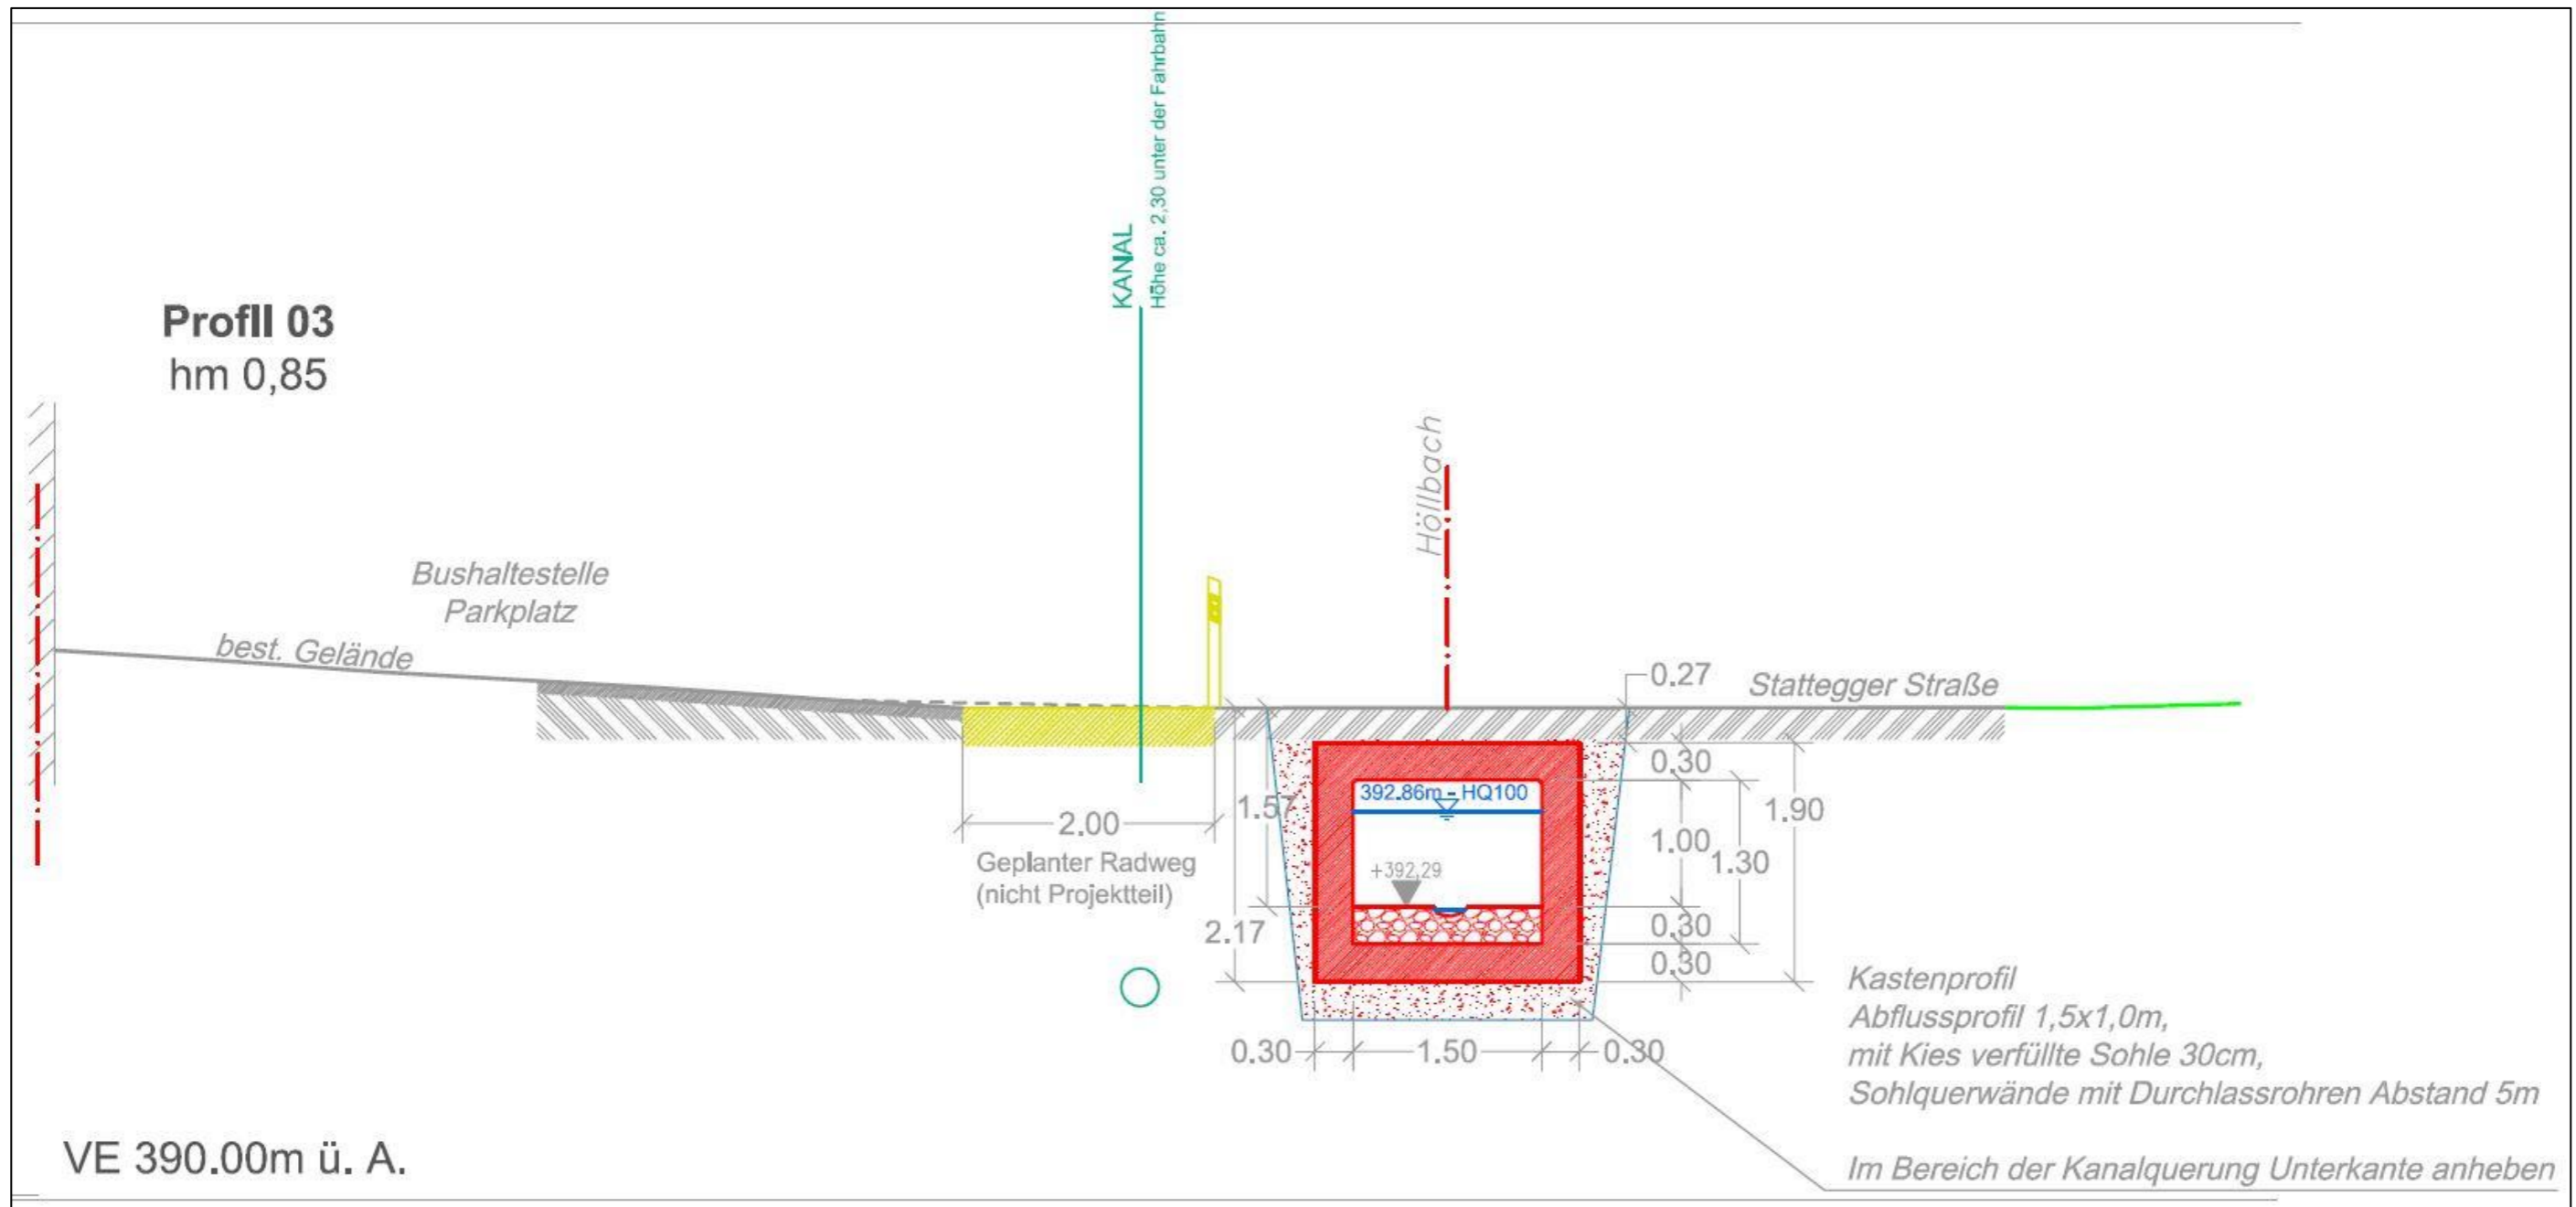 KANAL
Höhe ca. 2,30 unter der Fahrbahn
Profil 03
hm 0,85
Höllbach
Bushaltestelle
Parkplatz
best. Gelände
0.27
Stattegger Straße
0.30
392.86m - HQ100
1.57
1.90
2.00
1.00
1.30
Geplanter Radweg
(nicht Projektteil)
+392,29
2.17
0.30
0.30
Kastenprofil
Abflussprofil 1,5x1,0m,
mit Kies verfüllte Sohle 30cm,
Sohlquerwände mit Durchlassrohren Abstand 5m
0.30
1.50
0.30
VE 390.00m ü. A.
Im Bereich der Kanalquerung Unterkante anheben